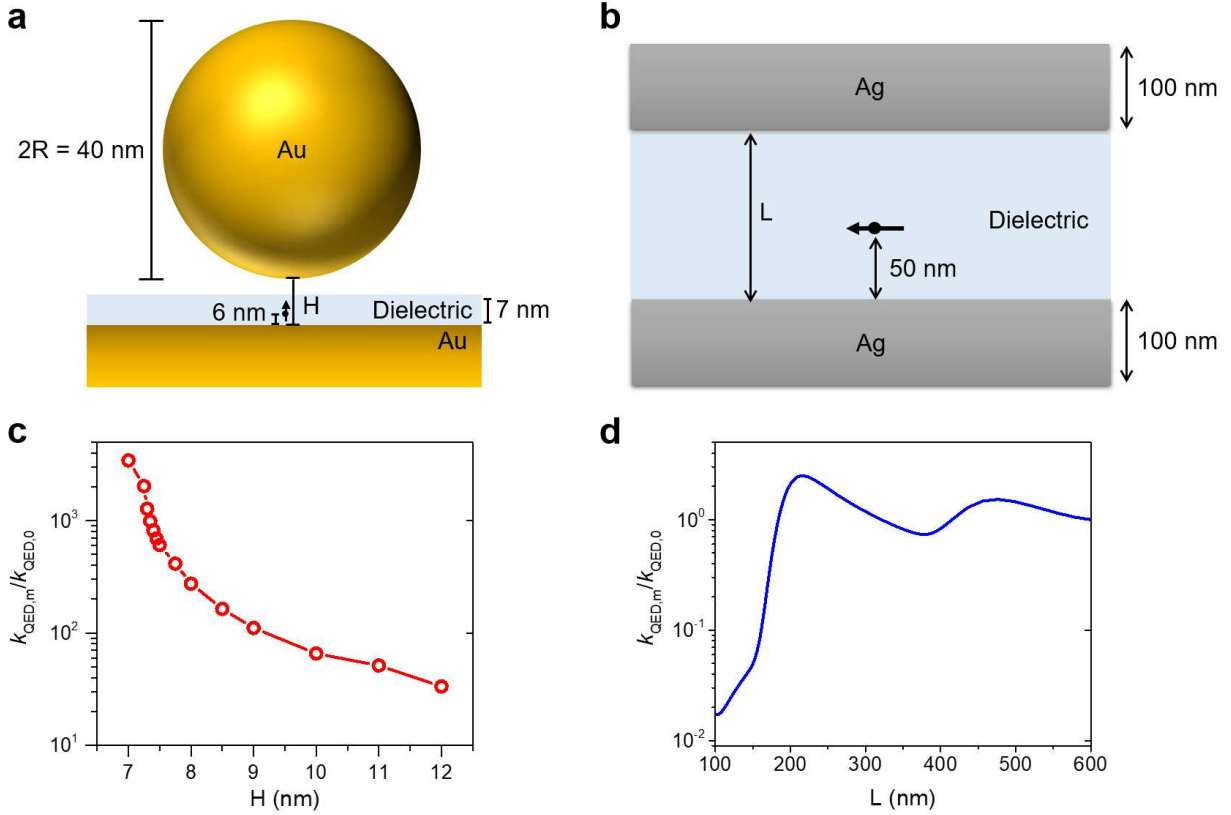 a
2R = 40 nm
Au
H
6 nm
Dielectric
7 nm
Au
b
Ag
100 nm
L
Dielectric
50 nm
Ag
100 nm
c
k_QED,m/k_QED,0
10³
10²
10¹
7 8 9 10 11 12
H (nm)
d
k_QED,m/k_QED,0
10⁰
10⁻¹
10⁻²
100 200 300 400 500 600
L (nm)